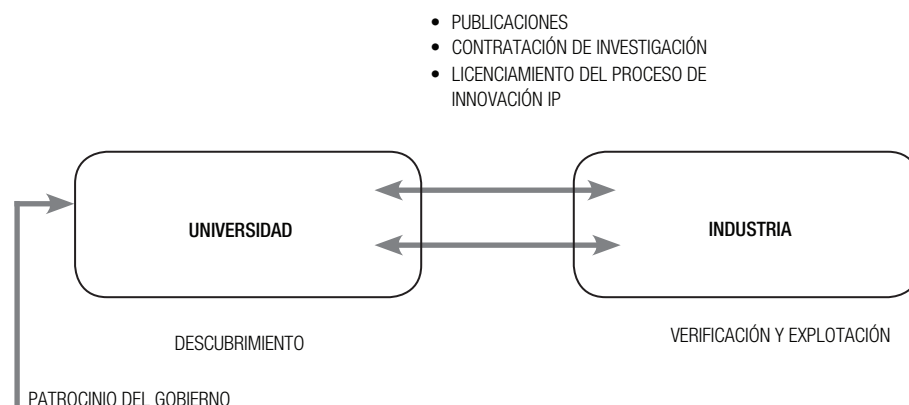 • PUBLICACIONES
• CONTRATACIÓN DE INVESTIGACIÓN
• LICENCIAMIENTO DEL PROCESO DE
INNOVACIÓN IP
UNIVERSIDAD
INDUSTRIA
DESCUBRIMIENTO
VERIFICACIÓN Y EXPLOTACIÓN
PATROCINIO DEL GOBIERNO